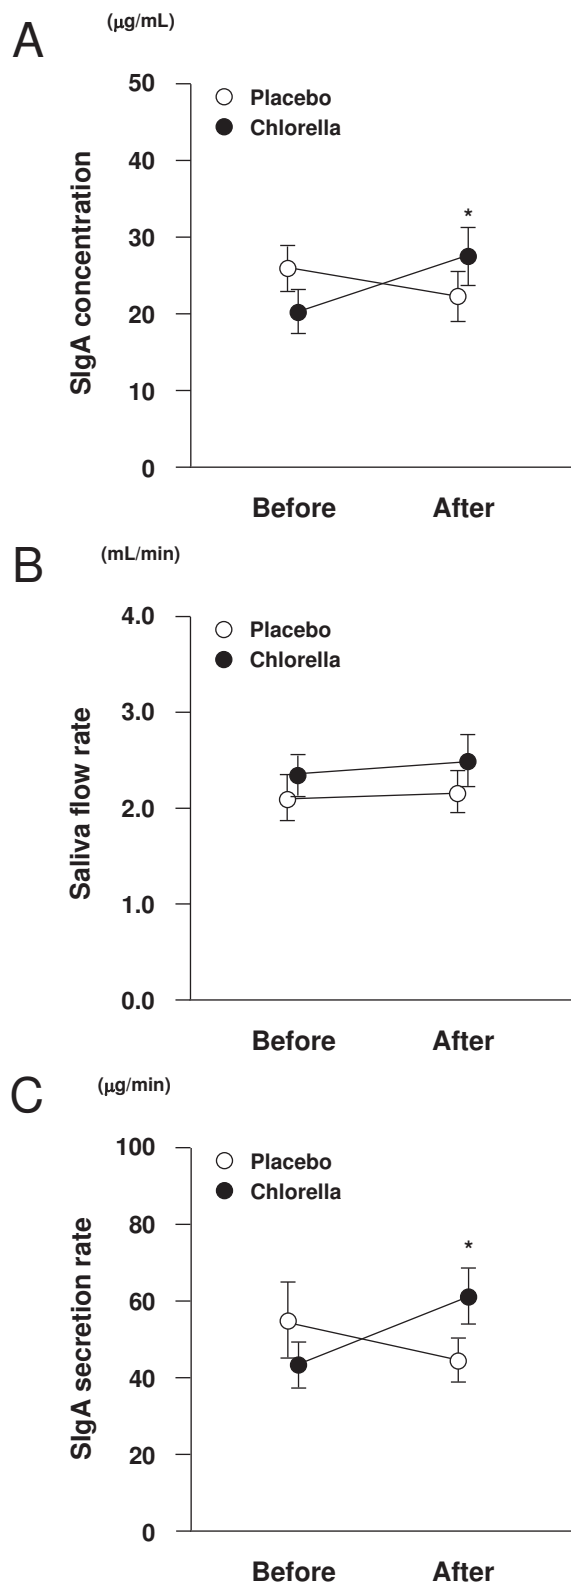 A
(μg/mL)
SIgA concentration
50
40
30
20
10
0
Placebo
Chlorella
*
Before After
B
(mL/min)
Saliva flow rate
4.0
3.0
2.0
1.0
0.0
Placebo
Chlorella
Before After
C
(μg/min)
SIgA secretion rate
100
80
60
40
20
0
Placebo
Chlorella
*
Before After